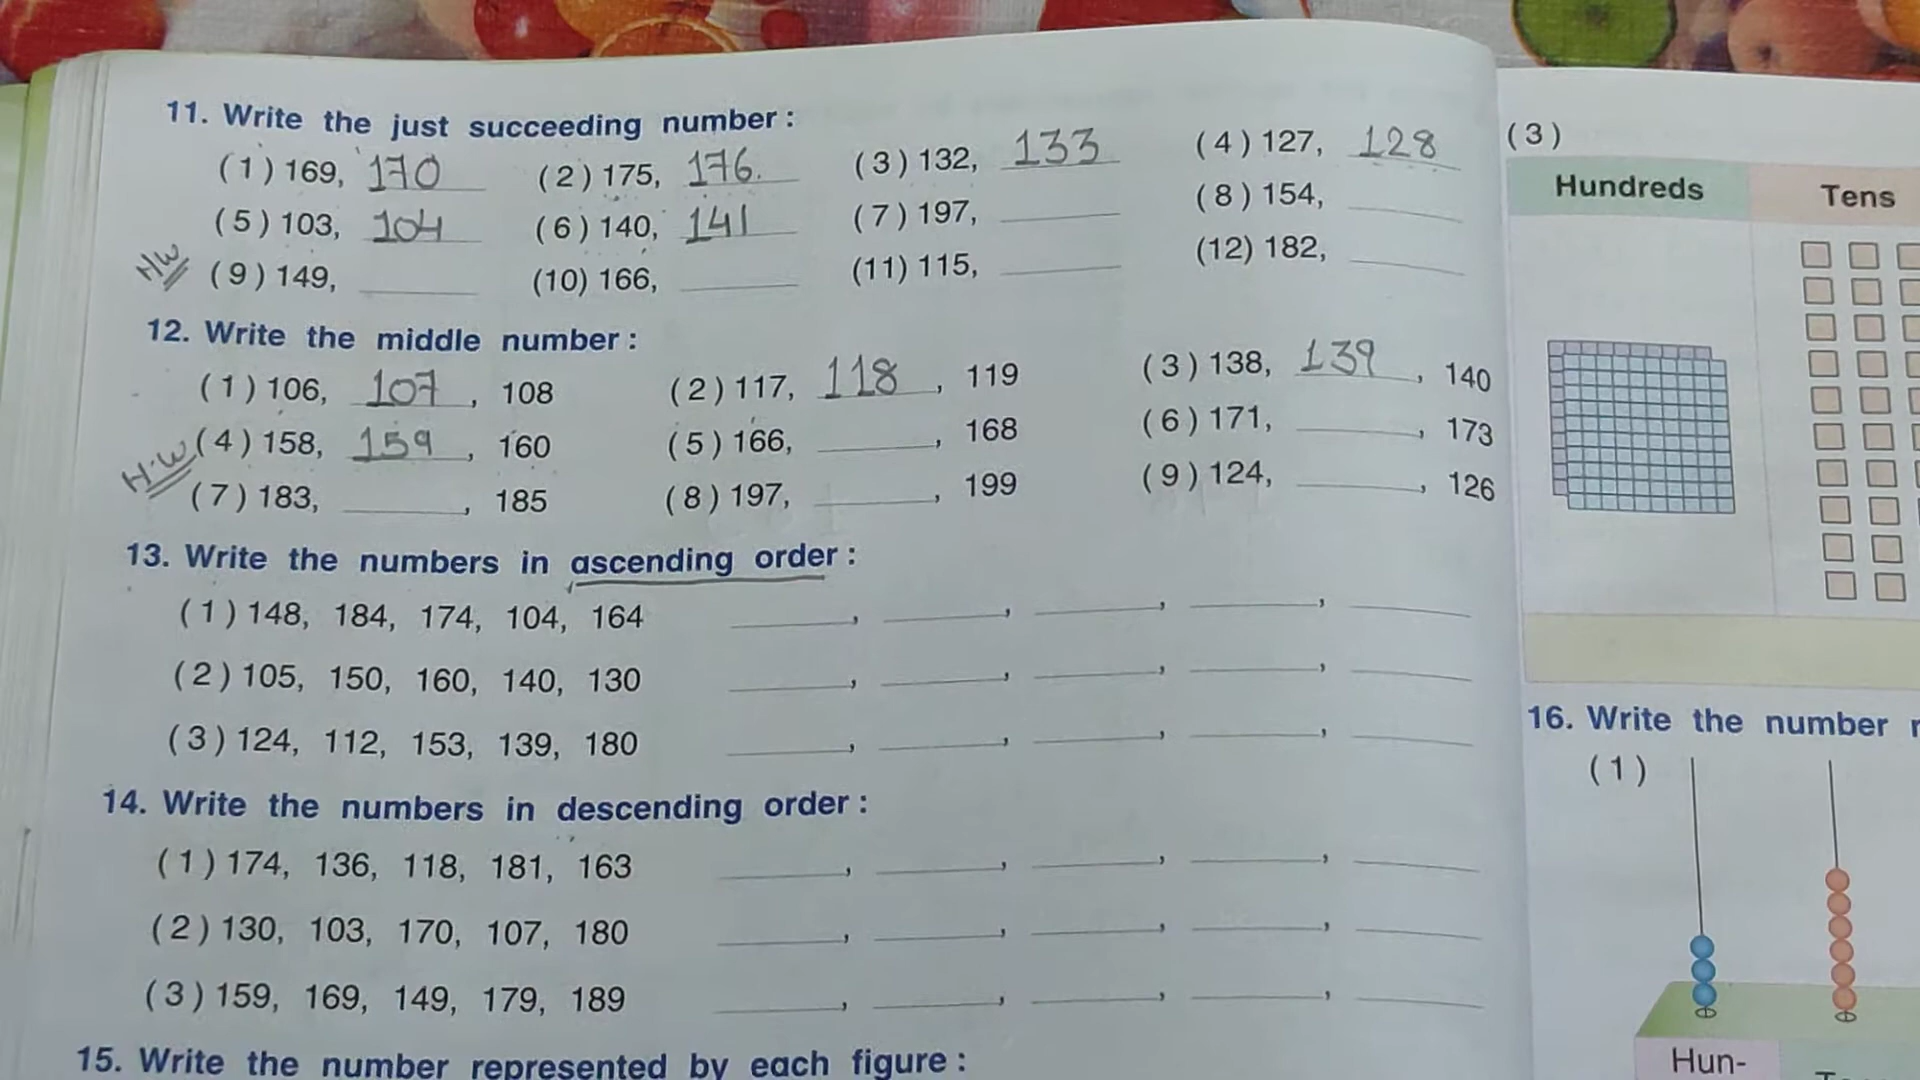 11. Write the just succeeding number :
(1) 169, 170 (2) 175, 176. (3) 132, 133 (4) 127, 128
(5) 103, 104 (6) 140, 141 (7) 197, (8) 154,
HW (9) 149, (10) 166, (11) 115, (12) 182,
12. Write the middle number :
(1) 106, 107, 108 (2) 117, 118, 119 (3) 138, 139, 140
(4) 158, 159, 160 (5) 166, , 168 (6) 171, , 173
H.W (7) 183, , 185 (8) 197, , 199 (9) 124, , 126
13. Write the numbers in ascending order :
(1) 148, 184, 174, 104, 164 , , , ,
(2) 105, 150, 160, 140, 130 , , , ,
(3) 124, 112, 153, 139, 180 , , , ,
14. Write the numbers in descending order :
(1) 174, 136, 118, 181, 163 , , , ,
(2) 130, 103, 170, 107, 180 , , , ,
(3) 159, 169, 149, 179, 189 , , , ,
15. Write the number represented by each figure :
(3)
Hundreds Tens
16. Write the number
(1)
Hun-